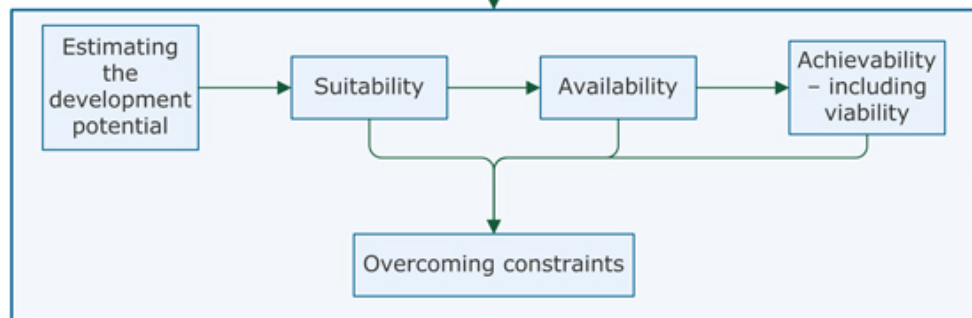 Estimating
the
development
potential
Suitability
Availability
Achievability
– including
viability
Overcoming constraints